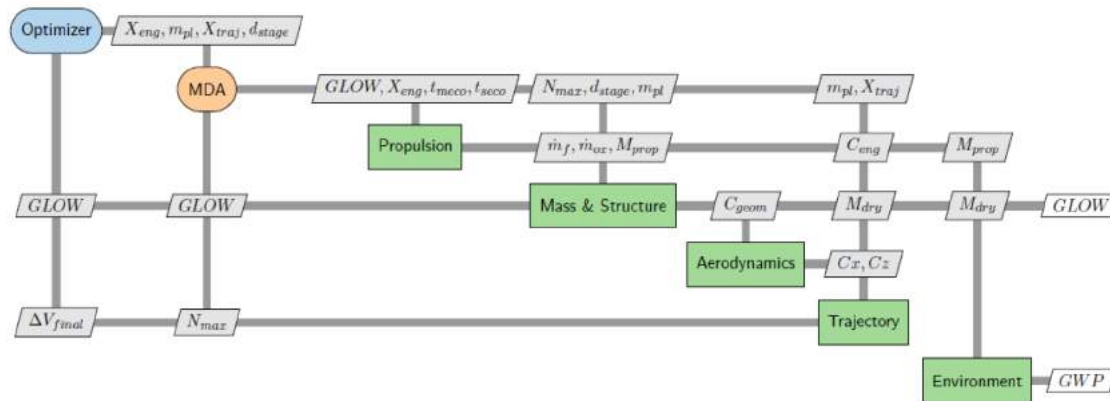 Optimizer X_eng, m_pl, X_traj, d_stage
MDA GLOW, X_eng, t_meco, t_seco N_max, d_stage, m_pl m_pl, X_traj
Propulsion ṁ_f, ṁ_ox, M_prop C_eng M_prop
GLOW GLOW Mass & Structure C_geom M_dry M_dry GLOW
Aerodynamics Cx, Cz
ΔV_final N_max Trajectory
Environment GWP